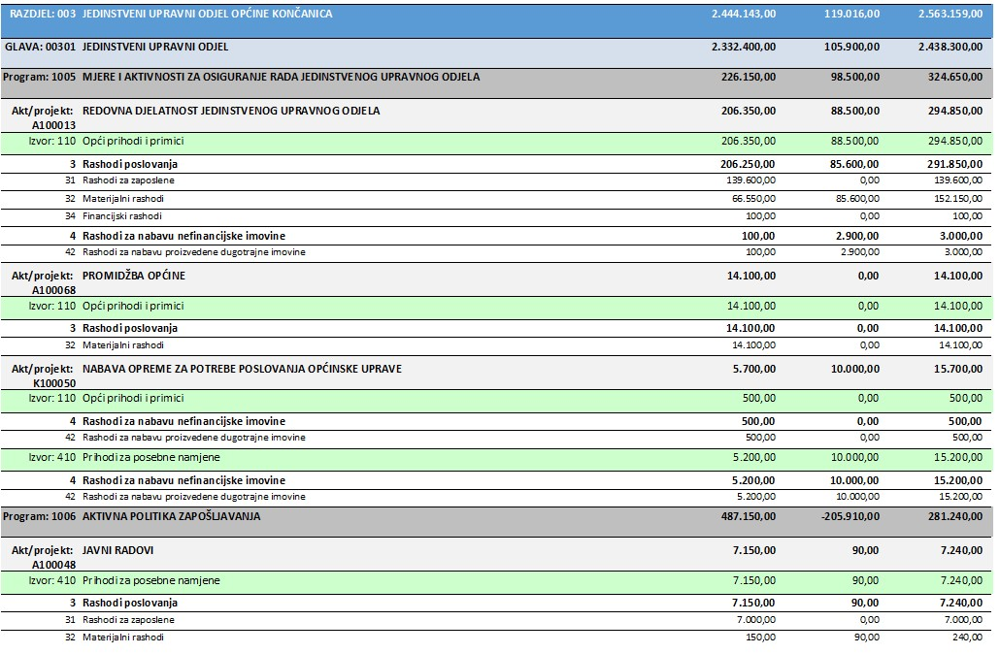 RAZDJEL: 003 JEDINSTVENI UPRAVNI ODJEL OPĆINE KONČANICA 2.444.143,00 119.016,00 2.563.159,00
GLAVA: 00301 JEDINSTVENI UPRAVNI ODJEL 2.332.400,00 105.900,00 2.438.300,00
Program: 1005 MJERE I AKTIVNOSTI ZA OSIGURANJE RADA JEDINSTVENOG UPRAVNOG ODJELA 226.150,00 98.500,00 324.650,00
Akt/projekt: REDOVNA DJELATNOST JEDINSTVENOG UPRAVNOG ODJELA 206.350,00 88.500,00 294.850,00
A100013
Izvor: 110 Opći prihodi i primici 206.350,00 88.500,00 294.850,00
3 Rashodi poslovanja 206.250,00 85.600,00 291.850,00
31 Rashodi za zaposlene 139.600,00 0,00 139.600,00
32 Materijalni rashodi 66.550,00 85.600,00 152.150,00
34 Financijski rashodi 100,00 0,00 100,00
4 Rashodi za nabavu nefinancijske imovine 100,00 2.900,00 3.000,00
42 Rashodi za nabavu proizvedene dugotrajne imovine 100,00 2.900,00 3.000,00
Akt/projekt: PROMIDŽBA OPĆINE 14.100,00 0,00 14.100,00
A100068
Izvor: 110 Opći prihodi i primici 14.100,00 0,00 14.100,00
3 Rashodi poslovanja 14.100,00 0,00 14.100,00
32 Materijalni rashodi 14.100,00 0,00 14.100,00
Akt/projekt: NABAVA OPREME ZA POTREBE POSLOVANJA OPĆINSKE UPRAVE 5.700,00 10.000,00 15.700,00
K100050
Izvor: 110 Opći prihodi i primici 500,00 0,00 500,00
4 Rashodi za nabavu nefinancijske imovine 500,00 0,00 500,00
42 Rashodi za nabavu proizvedene dugotrajne imovine 500,00 0,00 500,00
Izvor: 410 Prihodi za posebne namjene 5.200,00 10.000,00 15.200,00
4 Rashodi za nabavu nefinancijske imovine 5.200,00 10.000,00 15.200,00
42 Rashodi za nabavu proizvedene dugotrajne imovine 5.200,00 10.000,00 15.200,00
Program: 1006 AKTIVNA POLITIKA ZAPOŠLJAVANJA 487.150,00 -205.910,00 281.240,00
Akt/projekt: JAVNI RADOVI 7.150,00 90,00 7.240,00
A100048
Izvor: 410 Prihodi za posebne namjene 7.150,00 90,00 7.240,00
3 Rashodi poslovanja 7.150,00 90,00 7.240,00
31 Rashodi za zaposlene 7.000,00 0,00 7.000,00
32 Materijalni rashodi 150,00 90,00 240,00